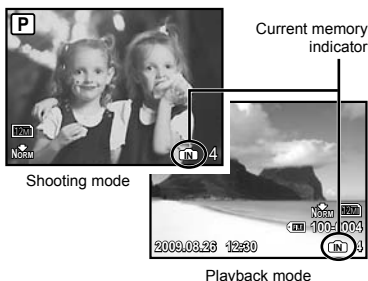 Current memory
indicator
P
12M
NORM
IN 4
Shooting mode
NORM 12M
100-0004
2009.08.26 12:30 IN 4
Playback mode